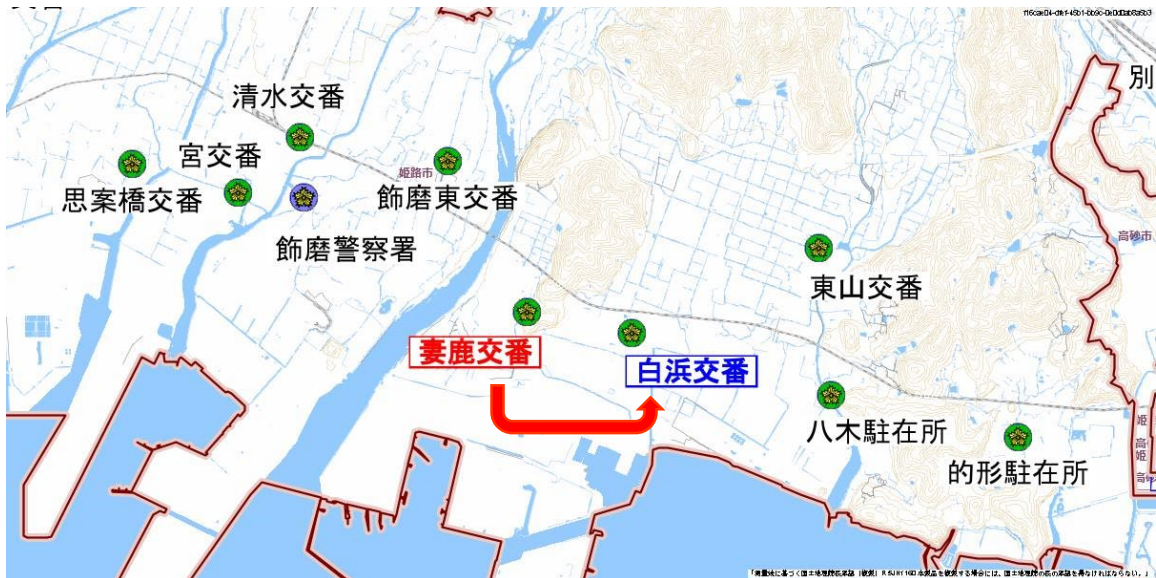 清水交番
宮交番
思案橋交番
姫路市
飾磨東交番
飾磨警察署
別
高砂市
東山交番
妻鹿交番
白浜交番
八木駐在所
的形駐在所